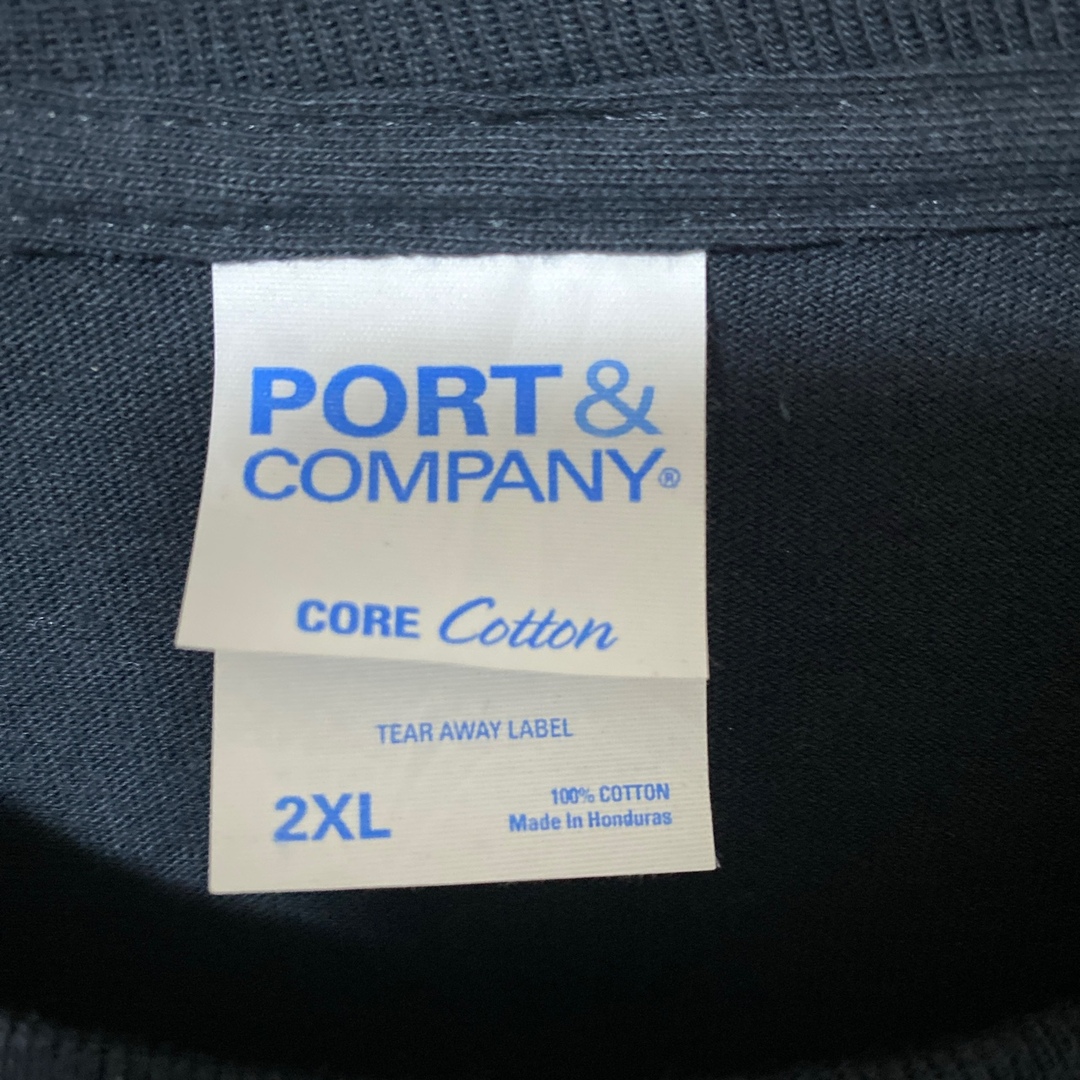 PORT &
COMPANY®
CORE Cotton
TEAR AWAY LABEL
2XL
100% COTTON
Made In Honduras